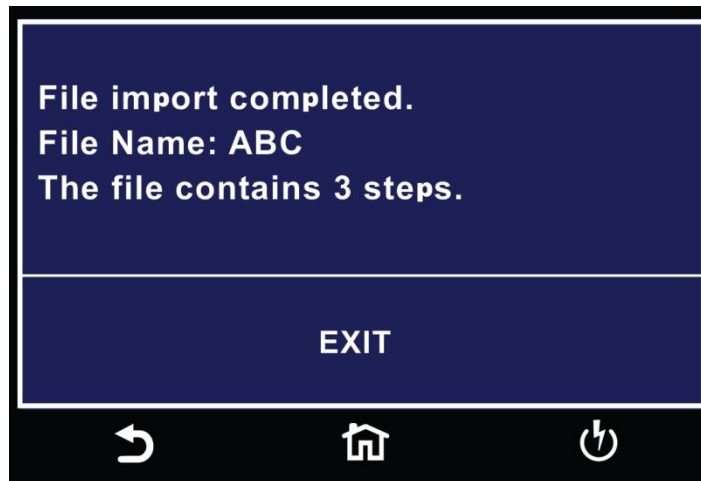 File import completed.
File Name: ABC
The file contains 3 steps.
EXIT